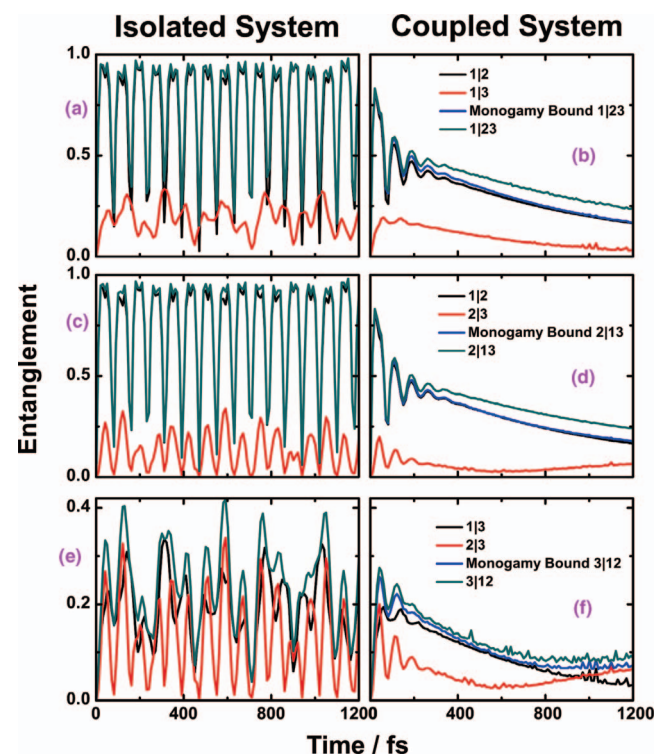 Isolated System Coupled System
Entanglement
1.0
0.5
0.0
(a)
1|2
1|3
Monogamy Bound 1|23
1|23
(b)
1.0
0.5
0.0
(c)
1|2
2|3
Monogamy Bound 2|13
2|13
(d)
0.4
0.2
0.0
(e)
1|3
2|3
Monogamy Bound 3|12
3|12
(f)
0 400 800 1200 0 400 800 1200
Time / fs